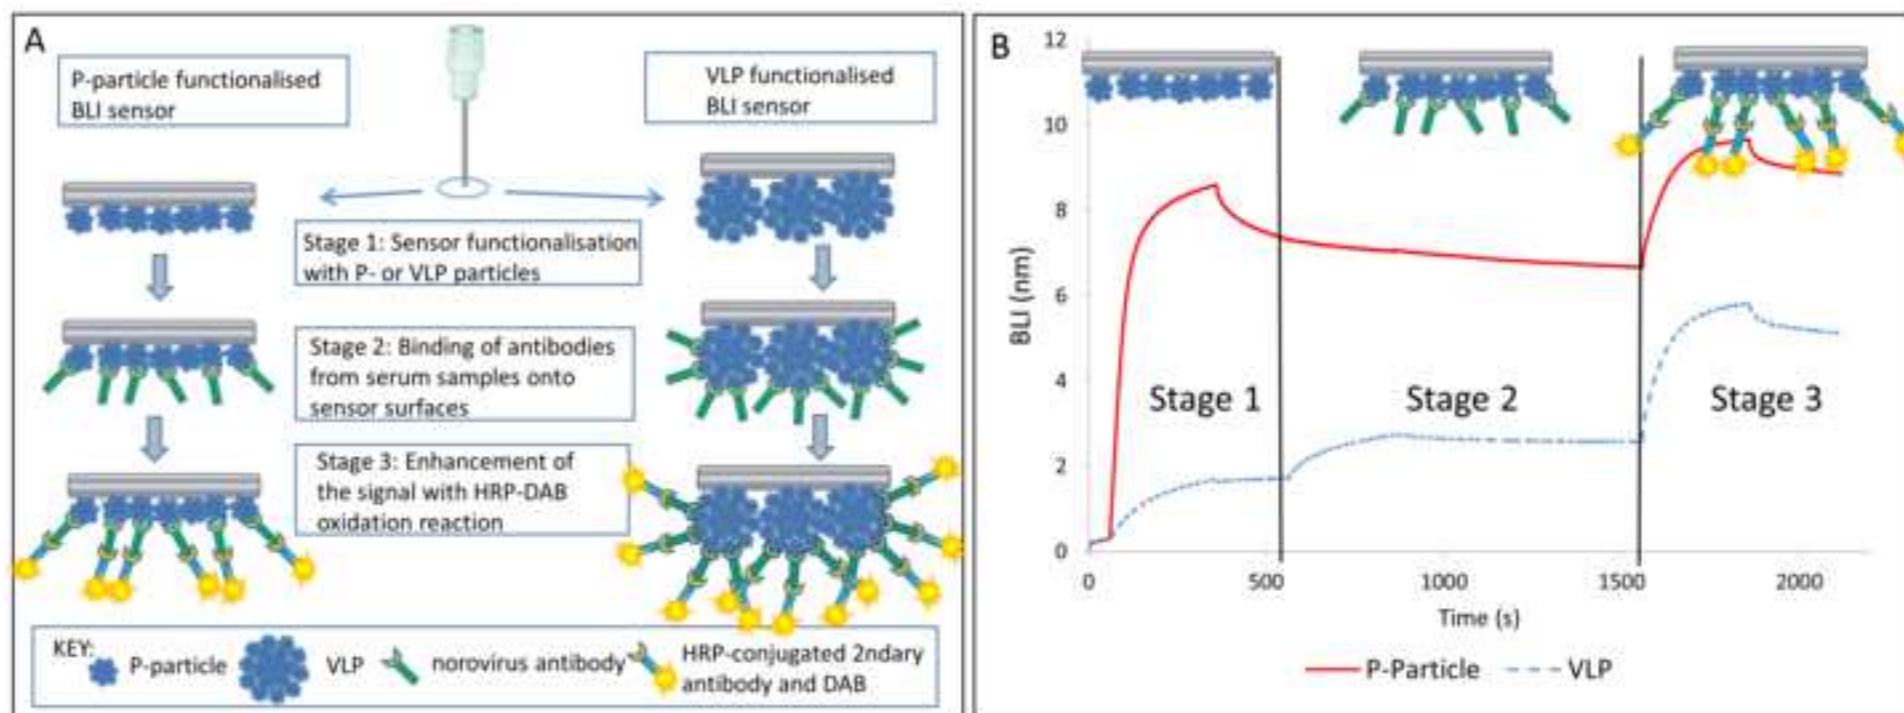 A
P-particle functionalised
BLI sensor
VLP functionalised
BLI sensor
Stage 1: Sensor functionalisation
with P- or VLP particles
Stage 2: Binding of antibodies
from serum samples onto
sensor surfaces
Stage 3: Enhancement of
the signal with HRP-DAB
oxidation reaction
KEY:
P-particle
VLP
norovirus antibody
HRP-conjugated 2ndary
antibody and DAB
B
12
10
8
6
4
2
0
BLI (nm)
Stage 1
Stage 2
Stage 3
0
500
1000
1500
2000
Time (s)
P-Particle
VLP